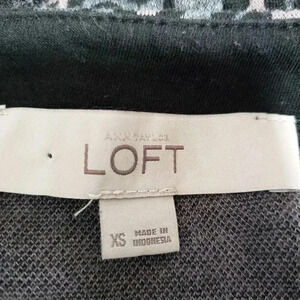 ANN TAYLOR
LOFT
XS
MADE IN
INDONESIA